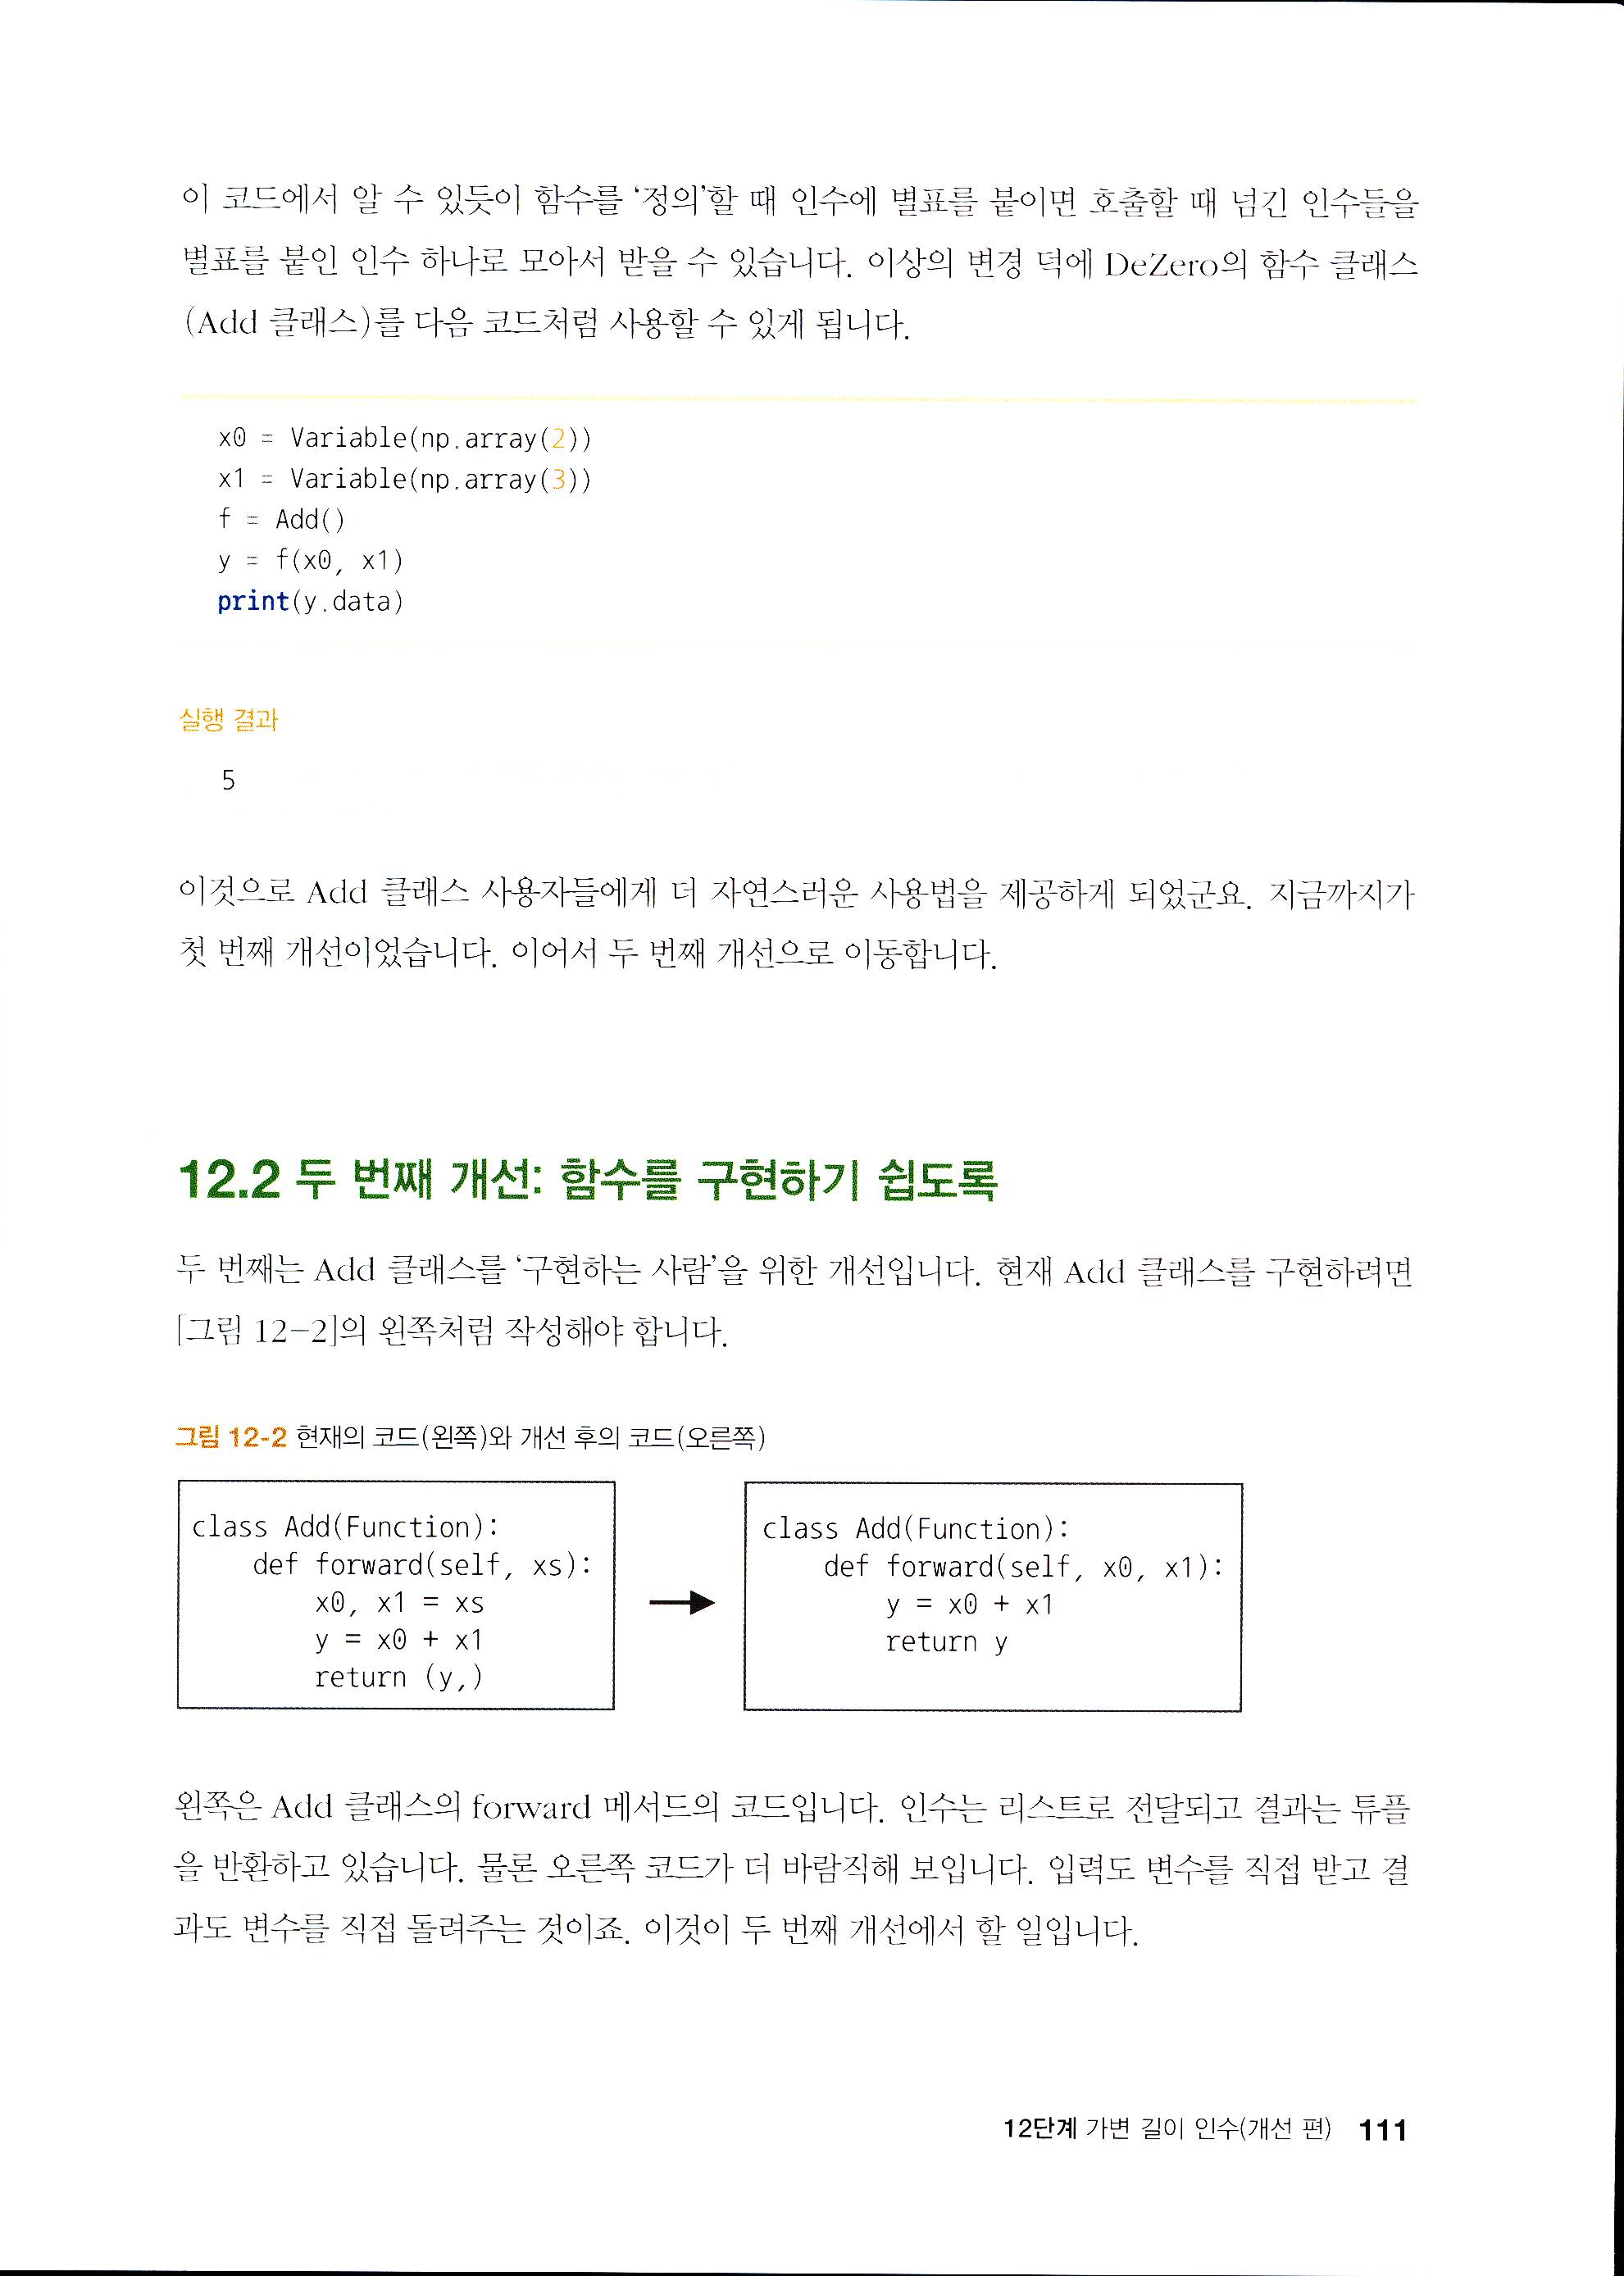 이 코드에서 알 수 있듯이 함수를 ‘정의’할 때 인수에 별표를 붙이면 호출할 때 넘긴 인수들을
별표를 붙인 인수 하나로 모아서 받을 수 있습니다. 이상의 변경 덕에 DeZero의 함수 클래스
(Add 클래스)를 다음 코드처럼 사용할 수 있게 됩니다.
x0 = Variable(np.array(2))
x1 = Variable(np.array(3))
f = Add()
y = f(x0, x1)
print(y.data)
실행 결과
5
이것으로 Add 클래스 사용자들에게 더 자연스러운 사용법을 제공하게 되었군요. 지금까지가
첫 번째 개선이었습니다. 이어서 두 번째 개선으로 이동합니다.
12.2 두 번째 개선: 함수를 구현하기 쉽도록
두 번째는 Add 클래스를 ‘구현하는 사람’을 위한 개선입니다. 현재 Add 클래스를 구현하려면
[그림 12-2]의 왼쪽처럼 작성해야 합니다.
그림 12-2 현재의 코드(왼쪽)와 개선 후의 코드(오른쪽)
class Add(Function):
    def forward(self, xs):
        x0, x1 = xs
        y = x0 + x1
        return (y,)
class Add(Function):
    def forward(self, x0, x1):
        y = x0 + x1
        return y
왼쪽은 Add 클래스의 forward 메서드의 코드입니다. 인수는 리스트로 전달되고 결과는 튜플
을 반환하고 있습니다. 물론 오른쪽 코드가 더 바람직해 보입니다. 입력도 변수를 직접 받고 결
과도 변수를 직접 돌려주는 것이죠. 이것이 두 번째 개선에서 할 일입니다.
12단계 가변 길이 인수(개선 편) 111